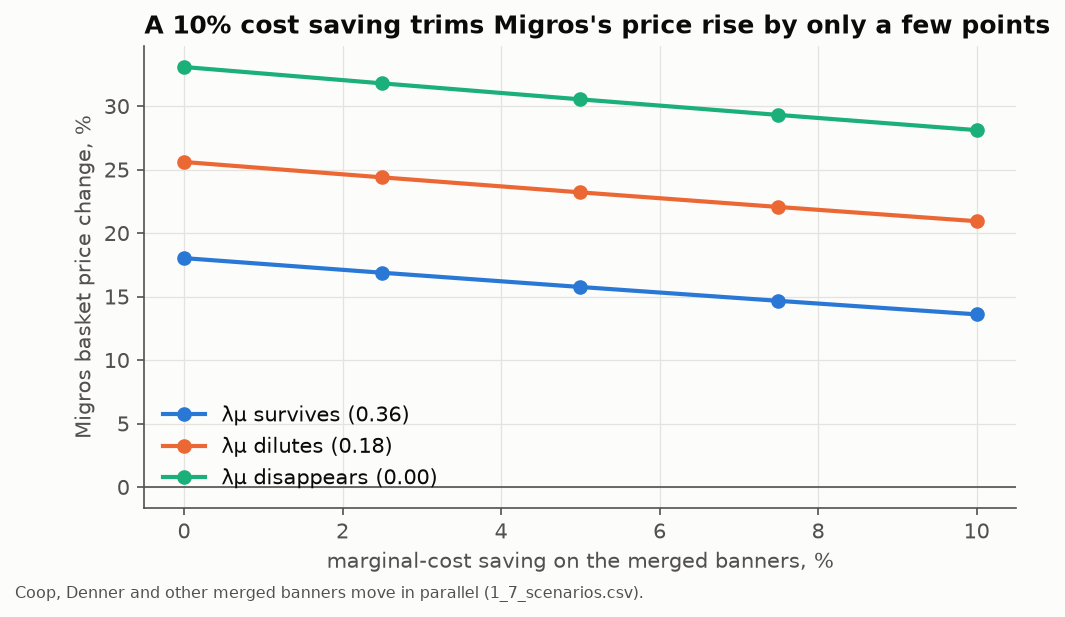 A 10% cost saving trims Migros's price rise by only a few points
Migros basket price change, %
30
25
20
15
10
5
0
λμ survives (0.36)
λμ dilutes (0.18)
λμ disappears (0.00)
0 2 4 6 8 10
marginal-cost saving on the merged banners, %
Coop, Denner and other merged banners move in parallel (1_7_scenarios.csv).